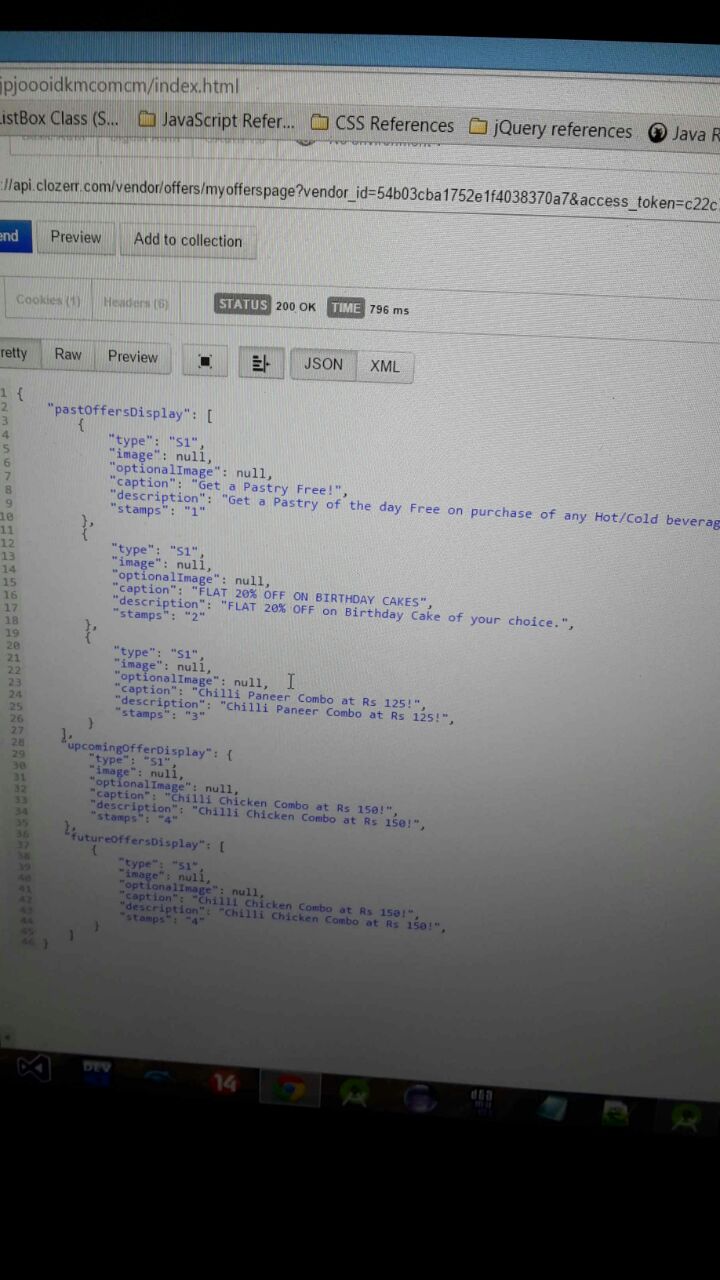 jpjoooidkmcomcm/index.html
istBox Class (S... JavaScript Refer... CSS References jQuery references Java R
://api.clozerr.com/vendor/offers/myofferspage?vendor_id=54b03cba1752e1f4038370a7&access_token=c22c
end Preview Add to collection
Cookies (1) Headers (6) STATUS 200 OK TIME 796 ms
retty Raw Preview JSON XML
1 {
2 "pastOffersDisplay": [
3 {
4 "type": "S1",
5 "image": null,
6 "optionalImage": null,
7 "caption": "Get a Pastry Free!",
8 "description": "Get a Pastry of the day Free on purchase of any Hot/Cold beverag
9 "stamps": "1"
10 },
11 {
12 "type": "S1",
13 "image": null,
14 "optionalImage": null,
15 "caption": "FLAT 20% OFF ON BIRTHDAY CAKES",
16 "description": "FLAT 20% OFF on Birthday Cake of your choice.",
17 "stamps": "2"
18 },
19 {
20 "type": "S1",
21 "image": null,
22 "optionalImage": null,
23 "caption": "Chilli Paneer Combo at Rs 125!",
24 "description": "Chilli Paneer Combo at Rs 125!",
25 "stamps": "3"
26 }
27 ],
28 "upcomingOfferDisplay": {
29 "type": "S1",
30 "image": null,
31 "optionalImage": null,
32 "caption": "Chilli Chicken Combo at Rs 150!",
33 "description": "Chilli Chicken Combo at Rs 150!",
34 "stamps": "4"
35 },
36 "futureOffersDisplay": [
37 {
38 "type": "S1",
39 "image": null,
40 "optionalImage": null,
41 "caption": "Chilli Chicken Combo at Rs 150!",
42 "description": "Chilli Chicken Combo at Rs 150!",
43 "stamps": "4"
44 }
45 ]
46 }
DEV 14